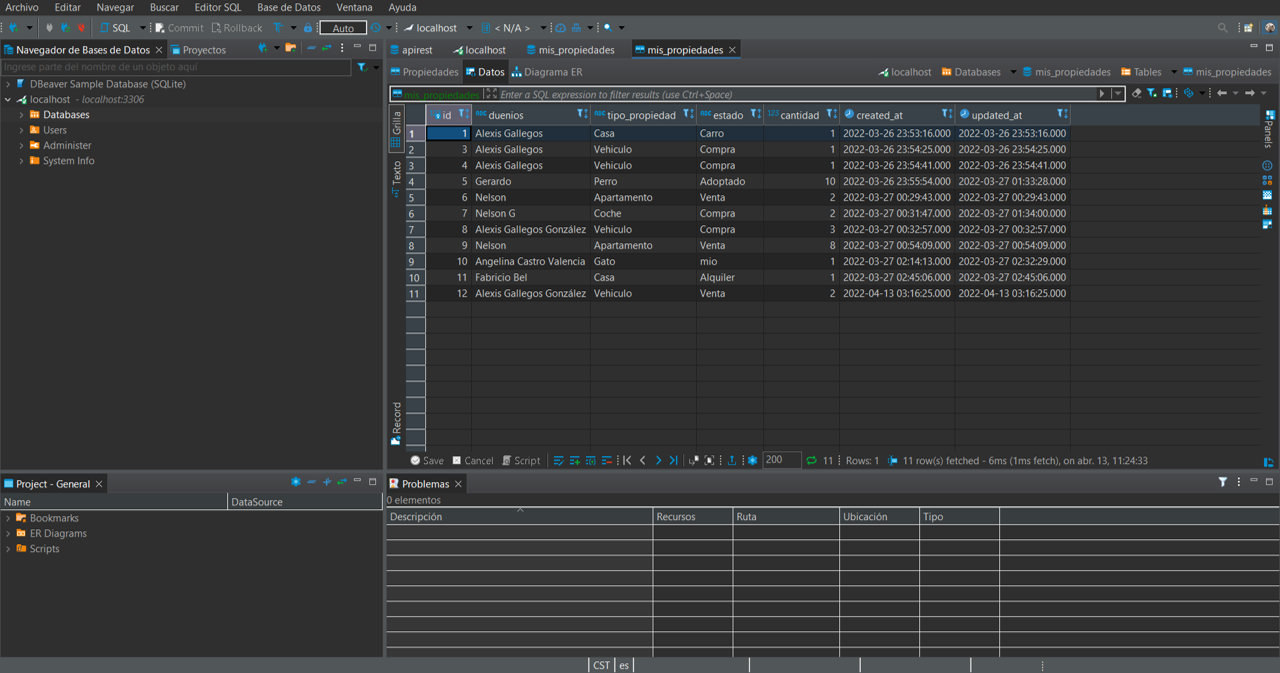 Archivo Editar Navegar Buscar Editor SQL Base de Datos Ventana Ayuda
SQL Commit Rollback T Auto localhost < N/A >
Navegador de Bases de Datos Proyectos
Ingrese parte del nombre de un objeto aquí
DBeaver Sample Database (SQLite)
localhost - localhost:3306
Databases
Users
Administer
System Info
apirest localhost mis_propiedades mis_propiedades
Propiedades Datos Diagrama ER localhost Databases mis_propiedades Tables mis_propiedades
mis_propiedades Enter a SQL expression to filter results (use Ctrl+Space)
Grilla
Texto
Record
Panels
id duenios tipo_propiedad estado 123 cantidad created_at updated_at
1 1 Alexis Gallegos Casa Carro 1 2022-03-26 23:53:16.000 2022-03-26 23:53:16.000
2 3 Alexis Gallegos Vehiculo Compra 1 2022-03-26 23:54:25.000 2022-03-26 23:54:25.000
3 4 Alexis Gallegos Vehiculo Compra 1 2022-03-26 23:54:41.000 2022-03-26 23:54:41.000
4 5 Gerardo Perro Adoptado 10 2022-03-26 23:55:54.000 2022-03-27 01:33:28.000
5 6 Nelson Apartamento Venta 2 2022-03-27 00:29:43.000 2022-03-27 00:29:43.000
6 7 Nelson G Coche Compra 2 2022-03-27 00:31:47.000 2022-03-27 01:34:00.000
7 8 Alexis Gallegos González Vehiculo Compra 3 2022-03-27 00:32:57.000 2022-03-27 00:32:57.000
8 9 Nelson Apartamento Venta 8 2022-03-27 00:54:09.000 2022-03-27 00:54:09.000
9 10 Angelina Castro Valencia Gato mio 1 2022-03-27 02:14:13.000 2022-03-27 02:32:29.000
10 11 Fabricio Bel Casa Alquiler 1 2022-03-27 02:45:06.000 2022-03-27 02:45:06.000
11 12 Alexis Gallegos González Vehiculo Venta 2 2022-04-13 03:16:25.000 2022-04-13 03:16:25.000
Save Cancel Script 200 11 Rows: 1 11 row(s) fetched - 6ms (1ms fetch), on abr. 13, 11:24:33
Project - General
Name DataSource
Bookmarks
ER Diagrams
Scripts
Problemas
0 elementos
Descripción Recursos Ruta Ubicación Tipo
CST es